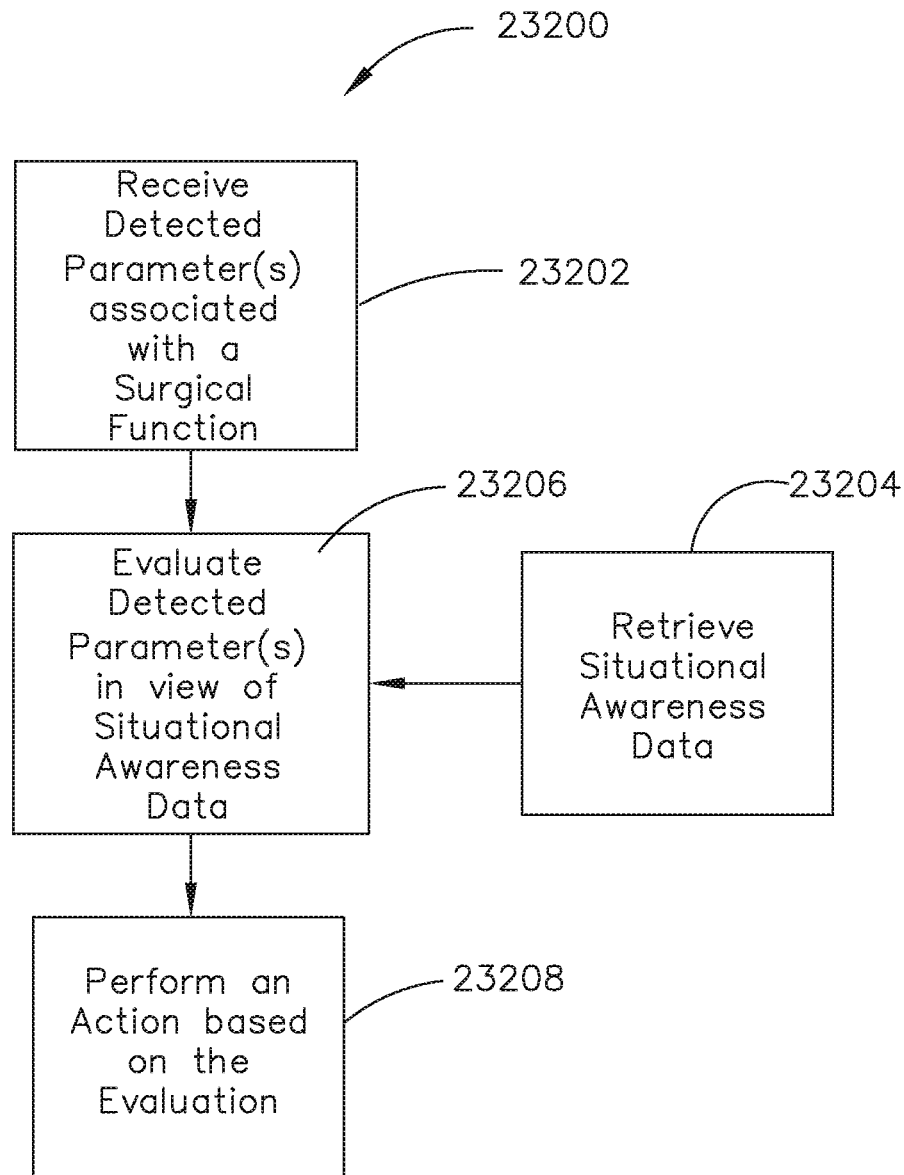 23200
Receive
Detected
Parameter(s)
associated
with a
Surgical
Function
23202
23206
23204
Evaluate
Detected
Parameter(s)
in view of
Situational
Awareness
Data
Retrieve
Situational
Awareness
Data
Perform an
Action based
on the
Evaluation
23208